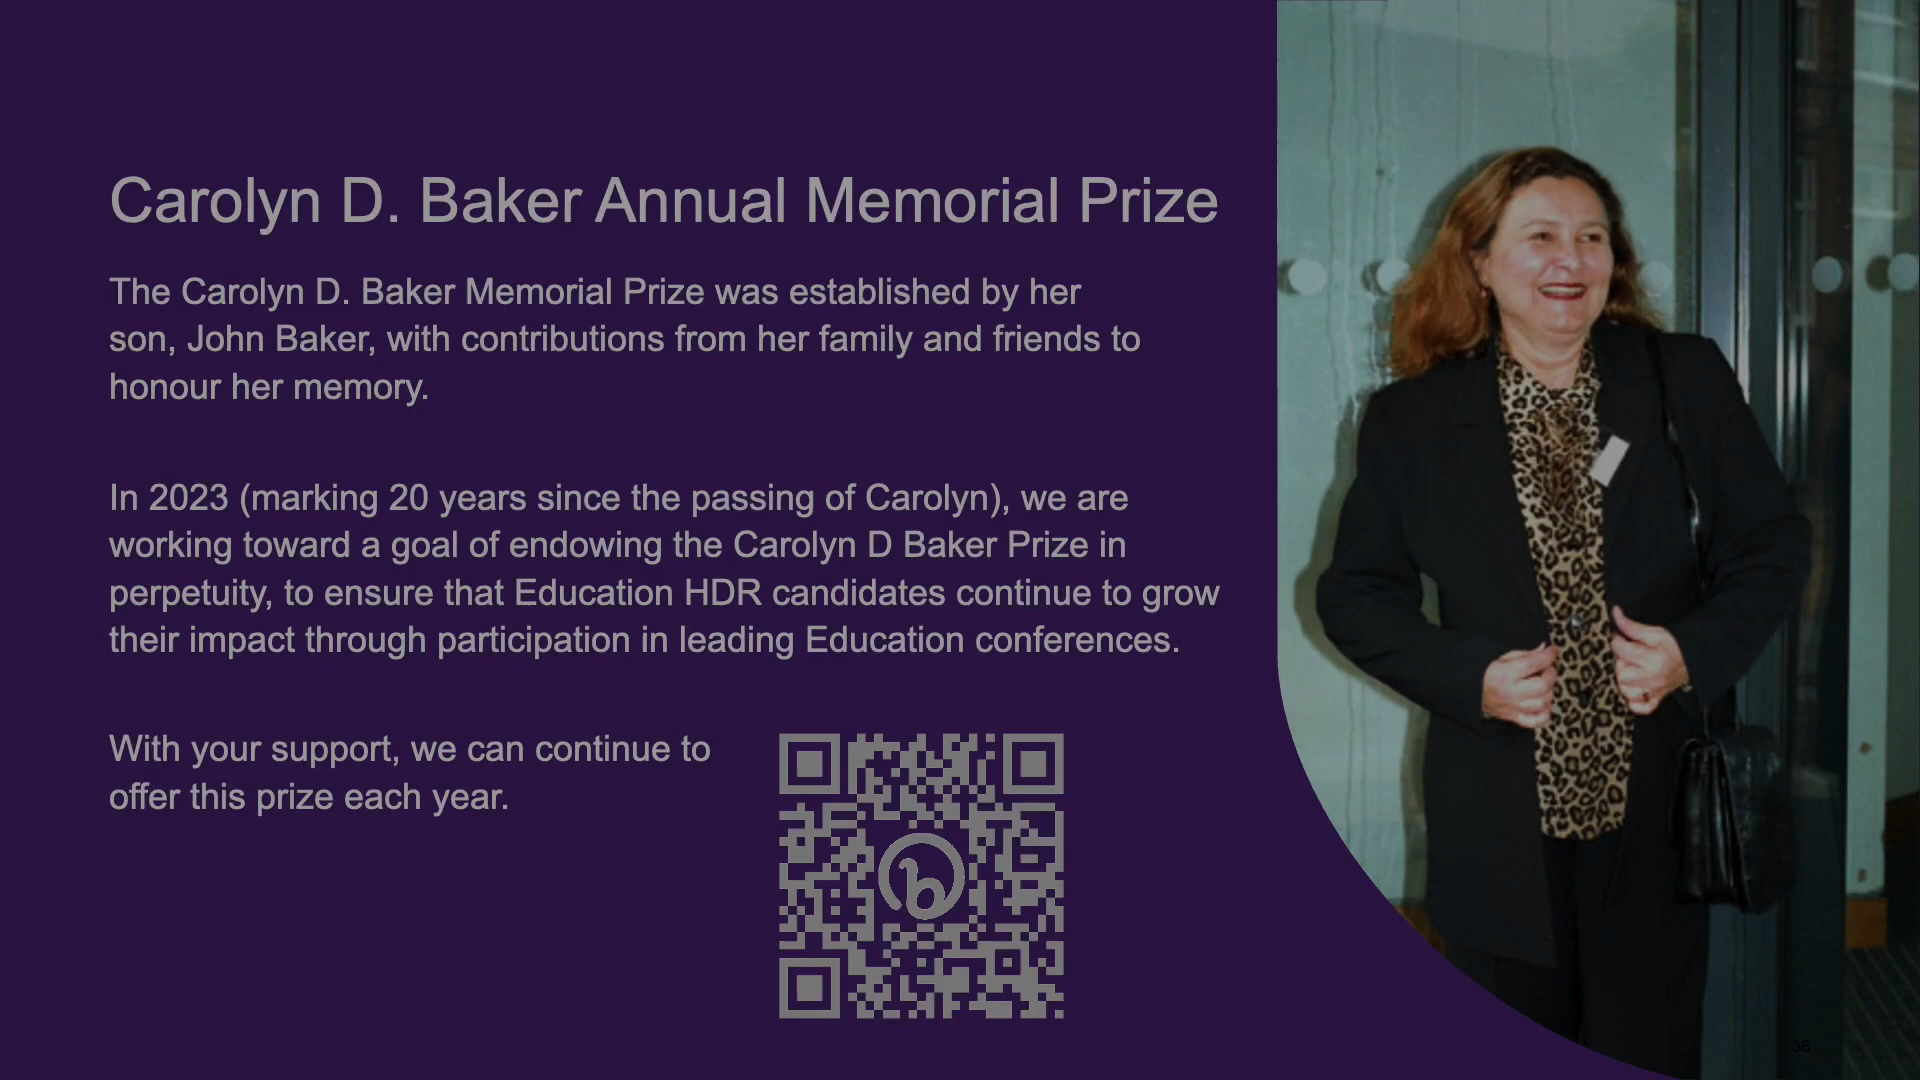 Carolyn D. Baker Annual Memorial Prize
The Carolyn D. Baker Memorial Prize was established by her
son, John Baker, with contributions from her family and friends to
honour her memory.
In 2023 (marking 20 years since the passing of Carolyn), we are
working toward a goal of endowing the Carolyn D Baker Prize in
perpetuity, to ensure that Education HDR candidates continue to grow
their impact through participation in leading Education conferences.
With your support, we can continue to
offer this prize each year.
b
36